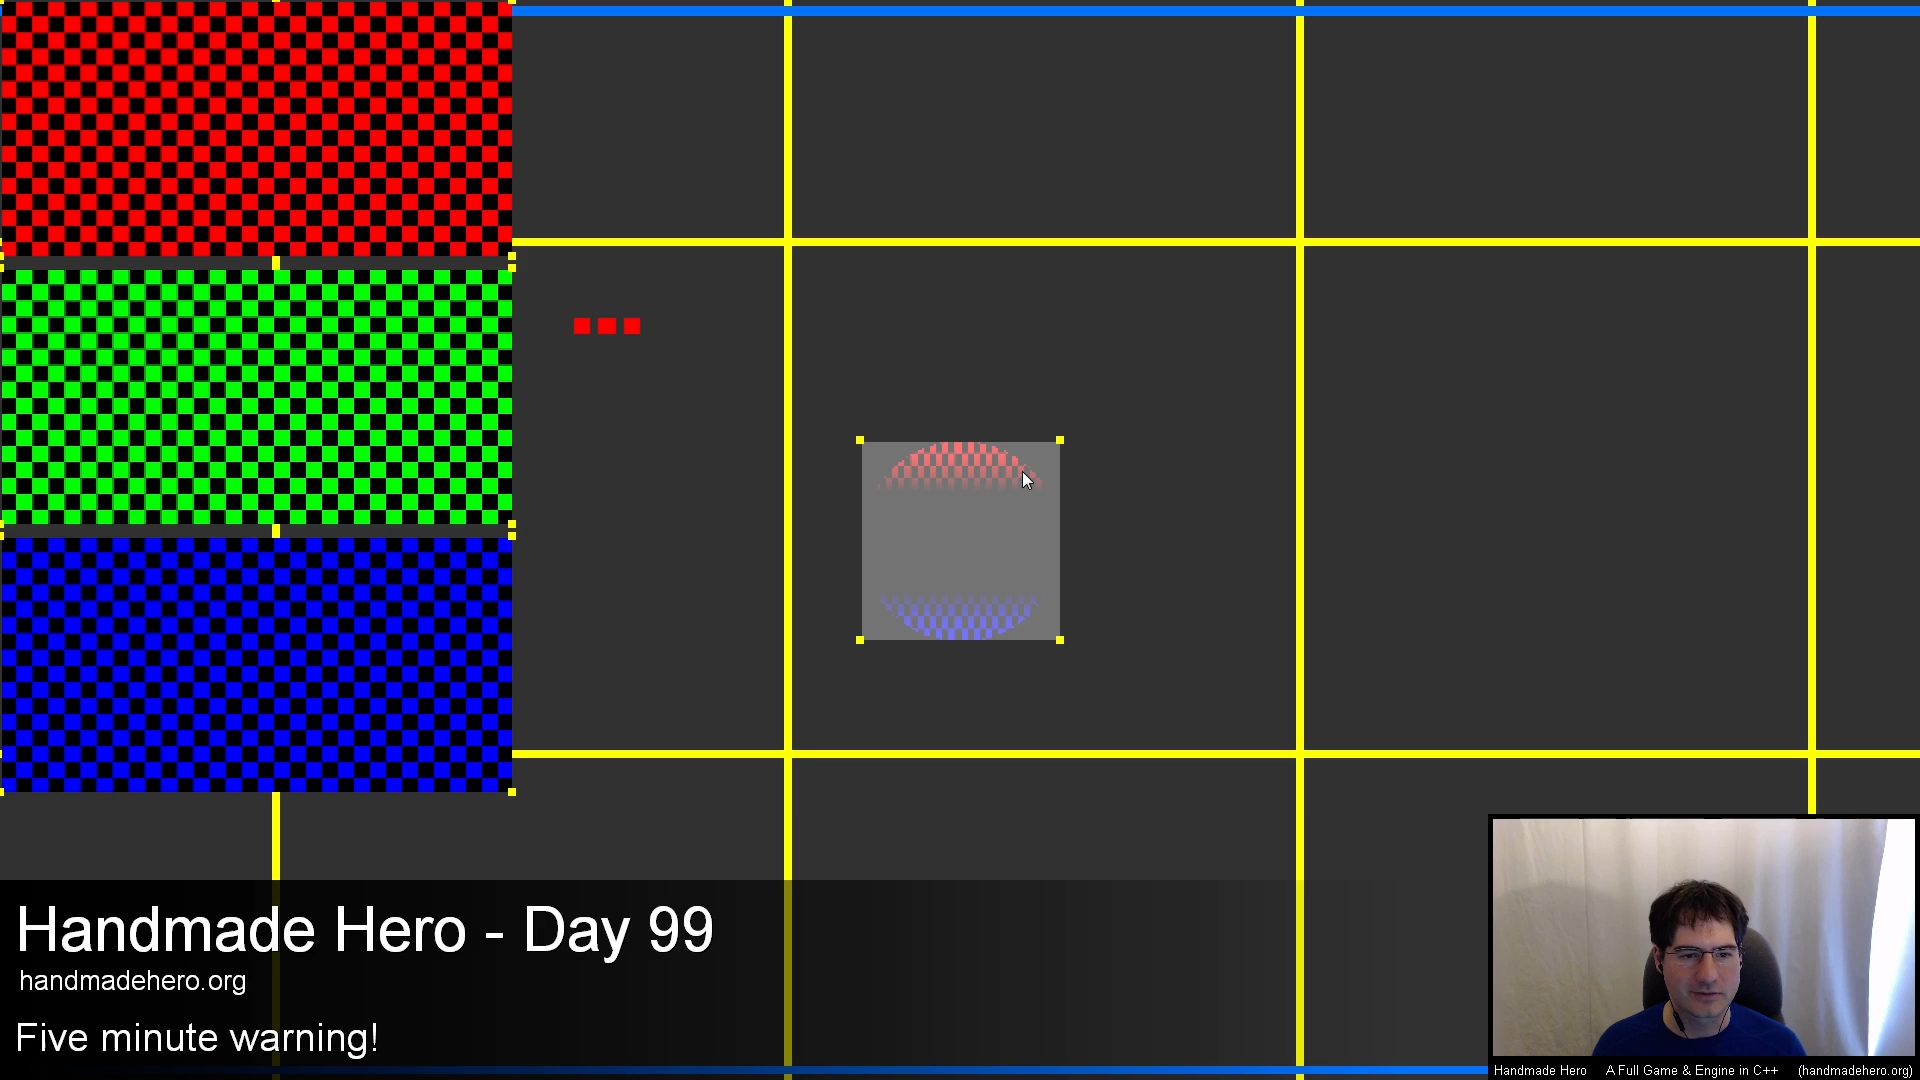 Handmade Hero - Day 99
handmadehero.org
Five minute warning!
Handmade Hero A Full Game & Engine in C++ (handmadehero.org)